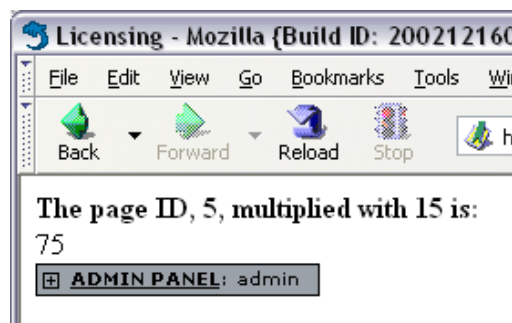 Licensing - Mozilla {Build ID: 200212160
File Edit View Go Bookmarks Tools
Back Forward Reload Stop
The page ID, 5, multiplied with 15 is:
75
ADMIN PANEL: admin